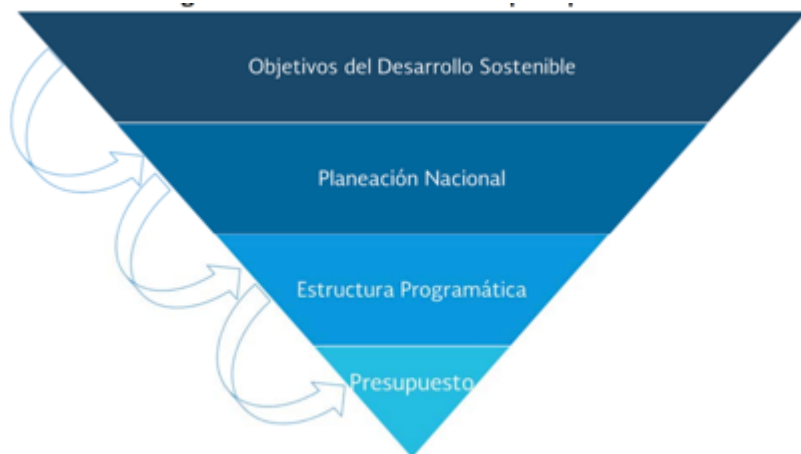 Objetivos del Desarrollo Sostenible
Planeación Nacional
Estructura Programática
Presupuesto